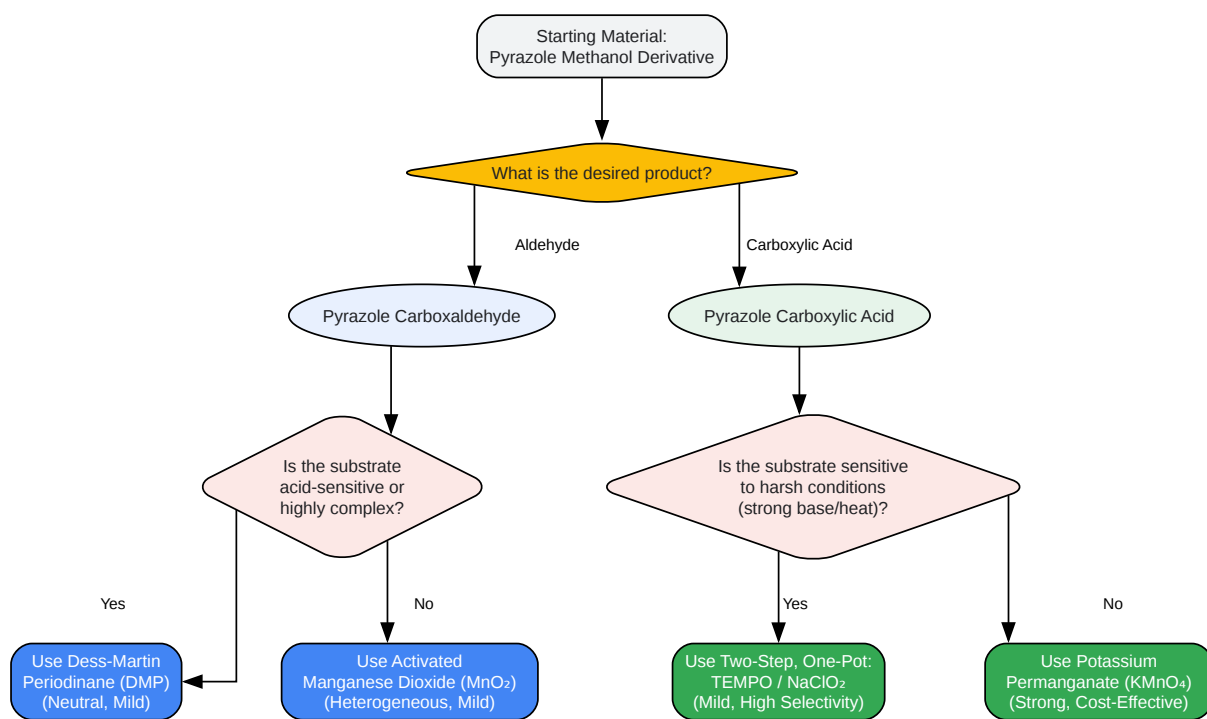 Starting Material:
Pyrazole Methanol Derivative
What is the desired product?
Aldehyde
Carboxylic Acid
Pyrazole Carboxaldehyde
Pyrazole Carboxylic Acid
Is the substrate
acid-sensitive or
highly complex?
Is the substrate sensitive
to harsh conditions
(strong base/heat)?
Yes
No
Yes
No
Use Dess-Martin
Periodinane (DMP)
(Neutral, Mild)
Use Activated
Manganese Dioxide (MnO₂)
(Heterogeneous, Mild)
Use Two-Step, One-Pot:
TEMPO / NaClO₂
(Mild, High Selectivity)
Use Potassium
Permanganate (KMnO₄)
(Strong, Cost-Effective)